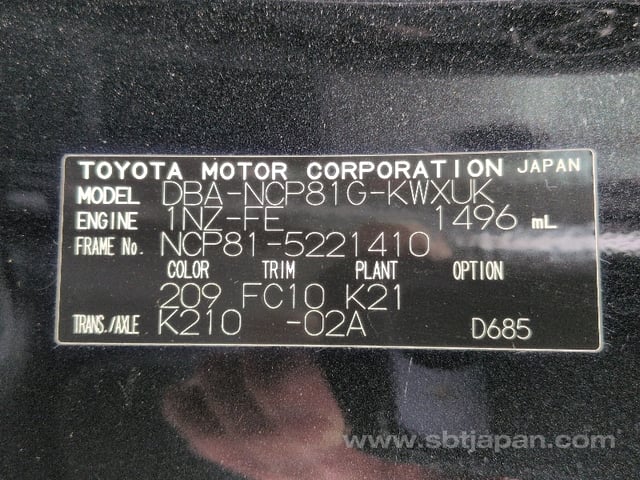 TOYOTA MOTOR CORPORATION JAPAN
MODEL DBA-NCP81G-KWXUK
ENGINE 1NZ-FE 1496 mL
FRAME No. NCP81-5221410
COLOR TRIM PLANT OPTION
209 FC10 K21
TRANS./AXLE K210 -02A D685
www.sbtjapan.com